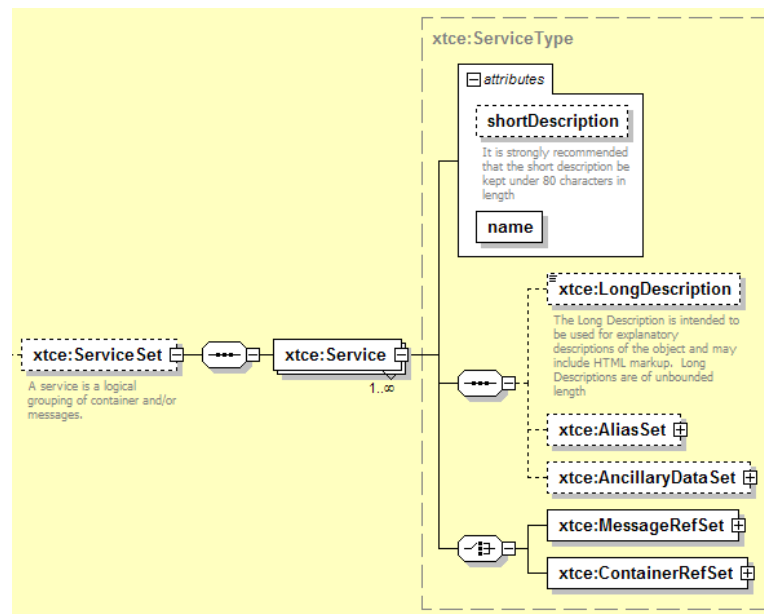 xtce:ServiceType
attributes
shortDescription
It is strongly recommended
that the short description be
kept under 80 characters in
length
name
xtce:LongDescription
The Long Description is intended to
be used for explanatory
descriptions of the object and may
include HTML markup. Long
Descriptions are of unbounded
length
xtce:ServiceSet
A service is a logical
grouping of container and/or
messages.
xtce:Service
1..∞
xtce:AliasSet
xtce:AncillaryDataSet
xtce:MessageRefSet
xtce:ContainerRefSet